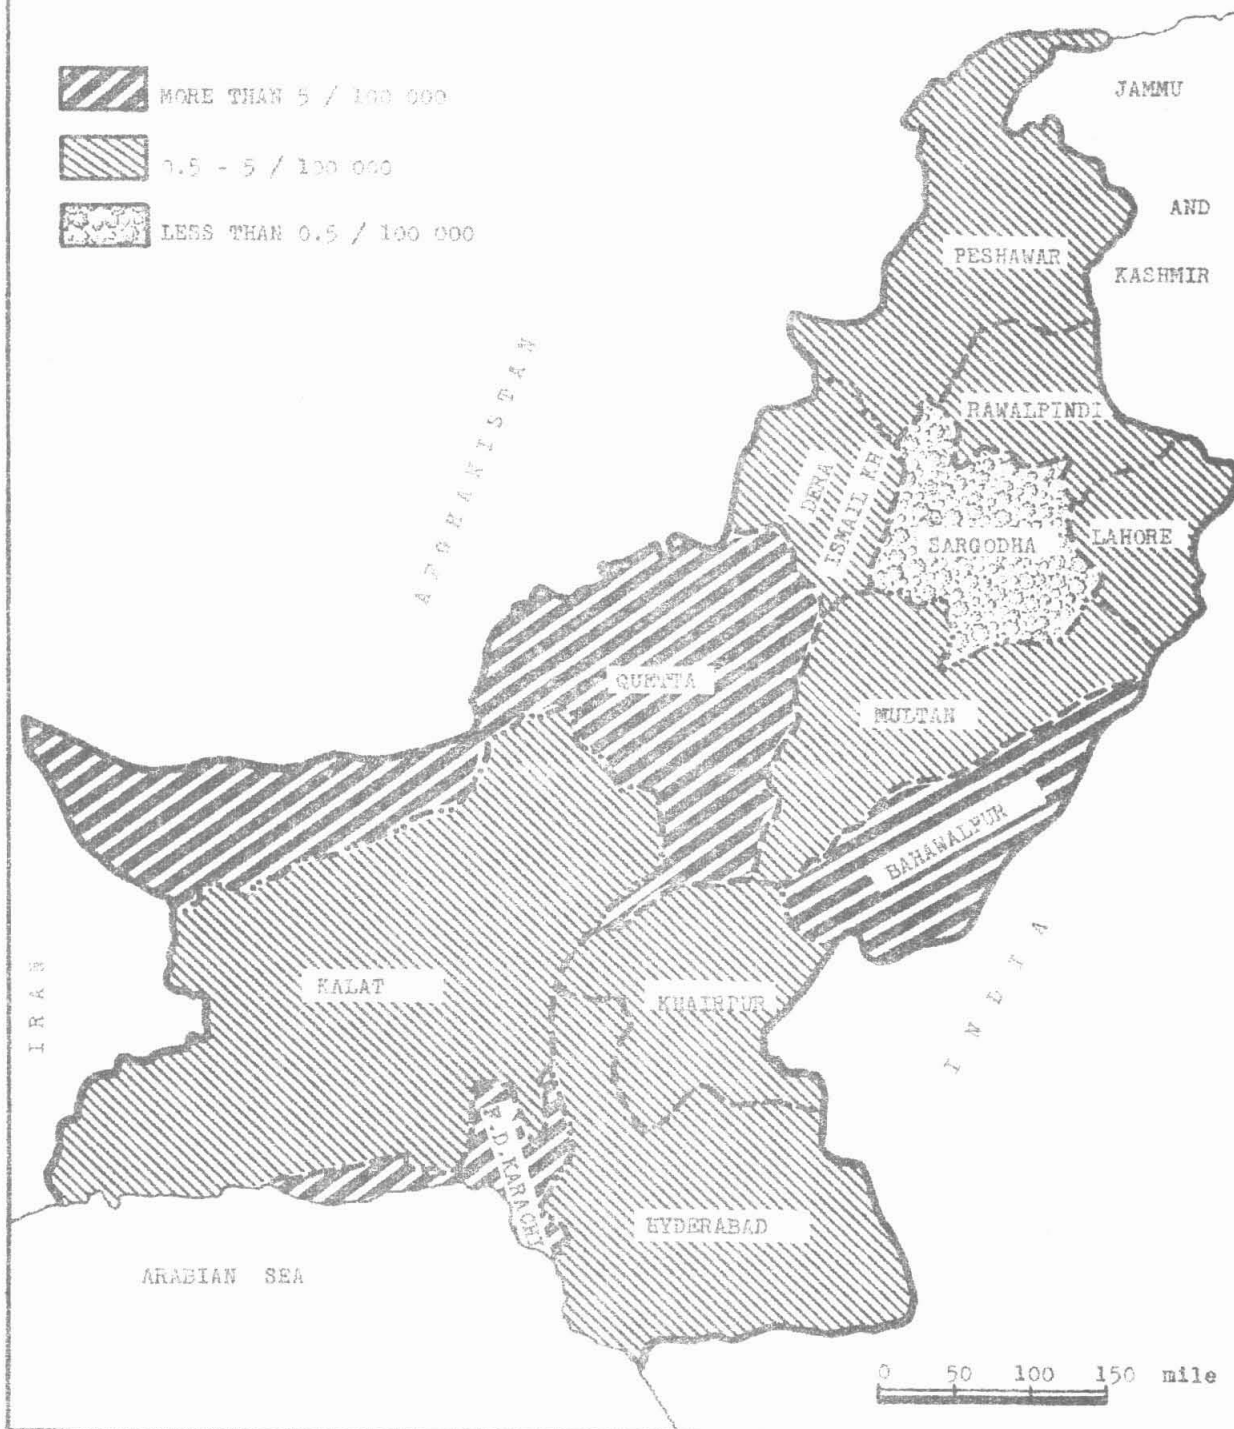 MORE THAN 5 / 100 000
0.5 - 5 / 100 000
LESS THAN 0.5 / 100 000
JAMMU
AND
KASHMIR
PESHAWAR
AFGHANISTAN
RAWALPINDI
DERA
ISMAIL KH
SARGODHA
LAHORE
QUETTA
MULTAN
BAHAWALPUR
IRAN
KALAT
KHAIRPUR
INDIA
F.D.KARACHI
HYDERABAD
ARABIAN SEA
0 50 100 150 mile